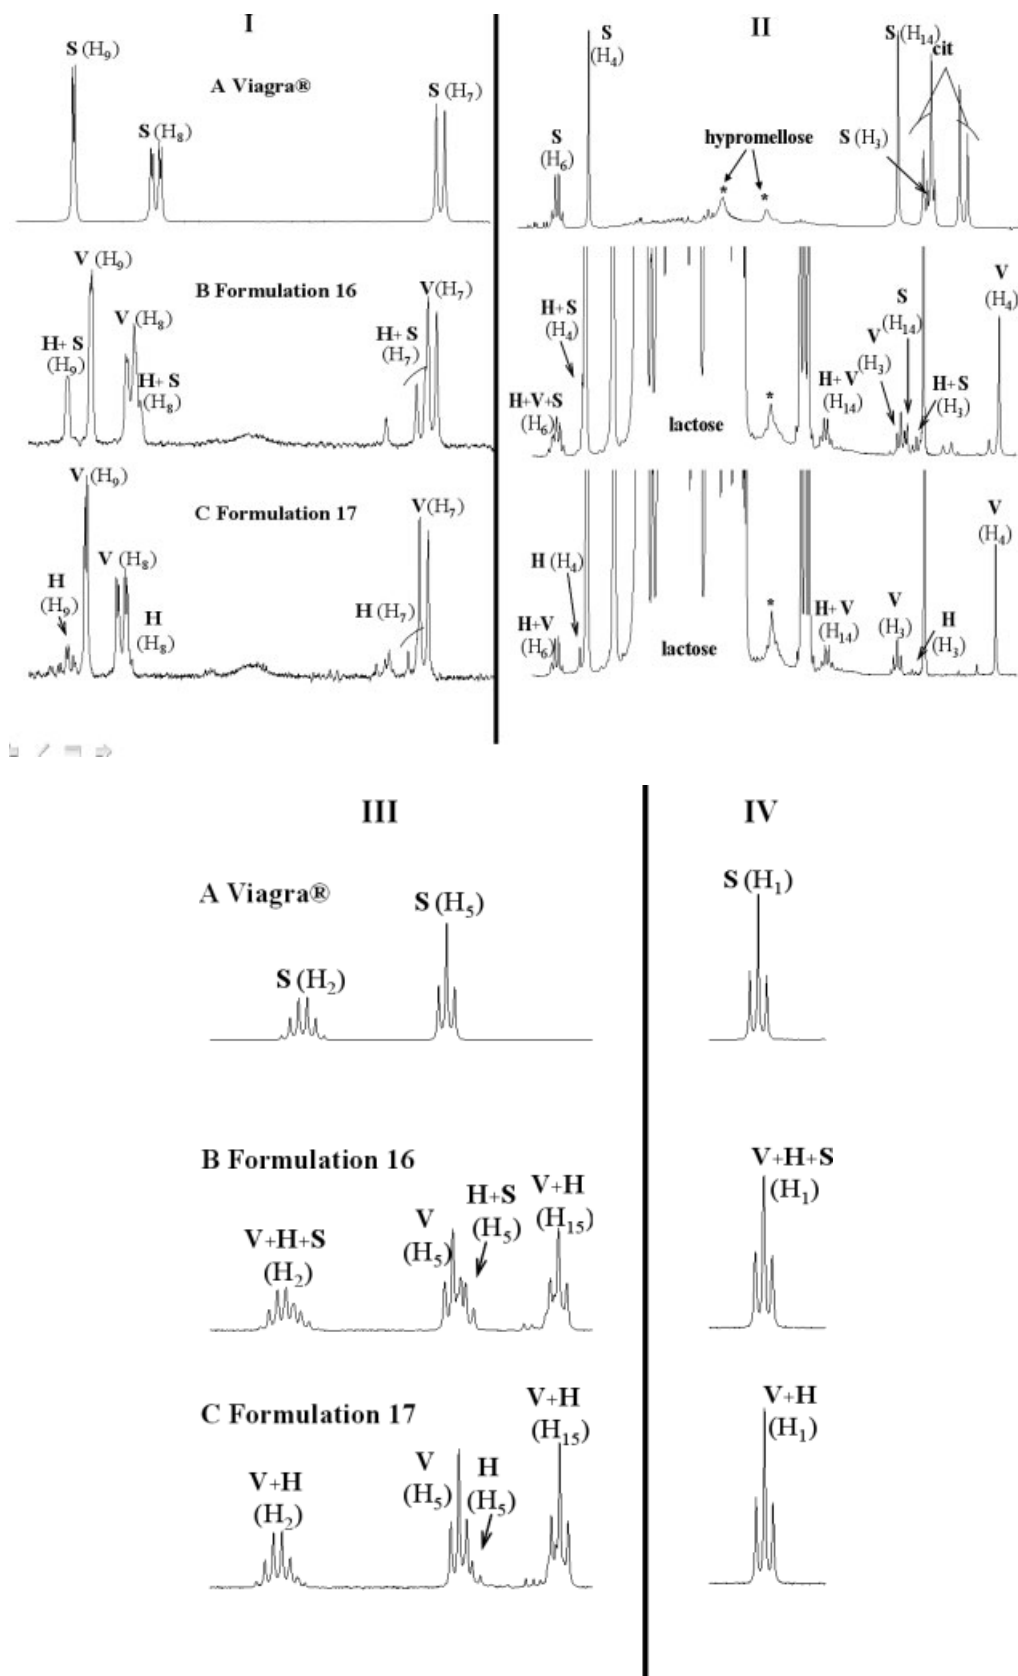 I
II
S (H₉)
A Viagra®
S (H₈)
S (H₇)
S
(H₄)
S
(H₆)
hypromellose
*
*
S (H₁₄)
cit
S (H₃)
V (H₉)
B Formulation 16
V (H₈)
V (H₇)
H+ S
(H₉)
H+ S
(H₈)
H+ S
(H₇)
H+ S
(H₄)
H+V+S
(H₆)
lactose
*
H+ V
(H₁₄)
V
(H₃)
S
(H₁₄)
H+ S
(H₃)
V
(H₄)
V (H₉)
C Formulation 17
V (H₈)
V (H₇)
H
(H₉)
H
(H₈)
H (H₇)
H (H₄)
H+V
(H₆)
lactose
*
H+ V
(H₁₄)
V
(H₃)
H
(H₃)
V
(H₄)
III
IV
A Viagra®
S (H₂)
S (H₅)
S (H₁)
B Formulation 16
V+H+S
(H₂)
V
(H₅)
H+S
(H₅)
V+H
(H₁₅)
V+H+S
(H₁)
C Formulation 17
V+H
(H₂)
V
(H₅)
H
(H₅)
V+H
(H₁₅)
V+H
(H₁)